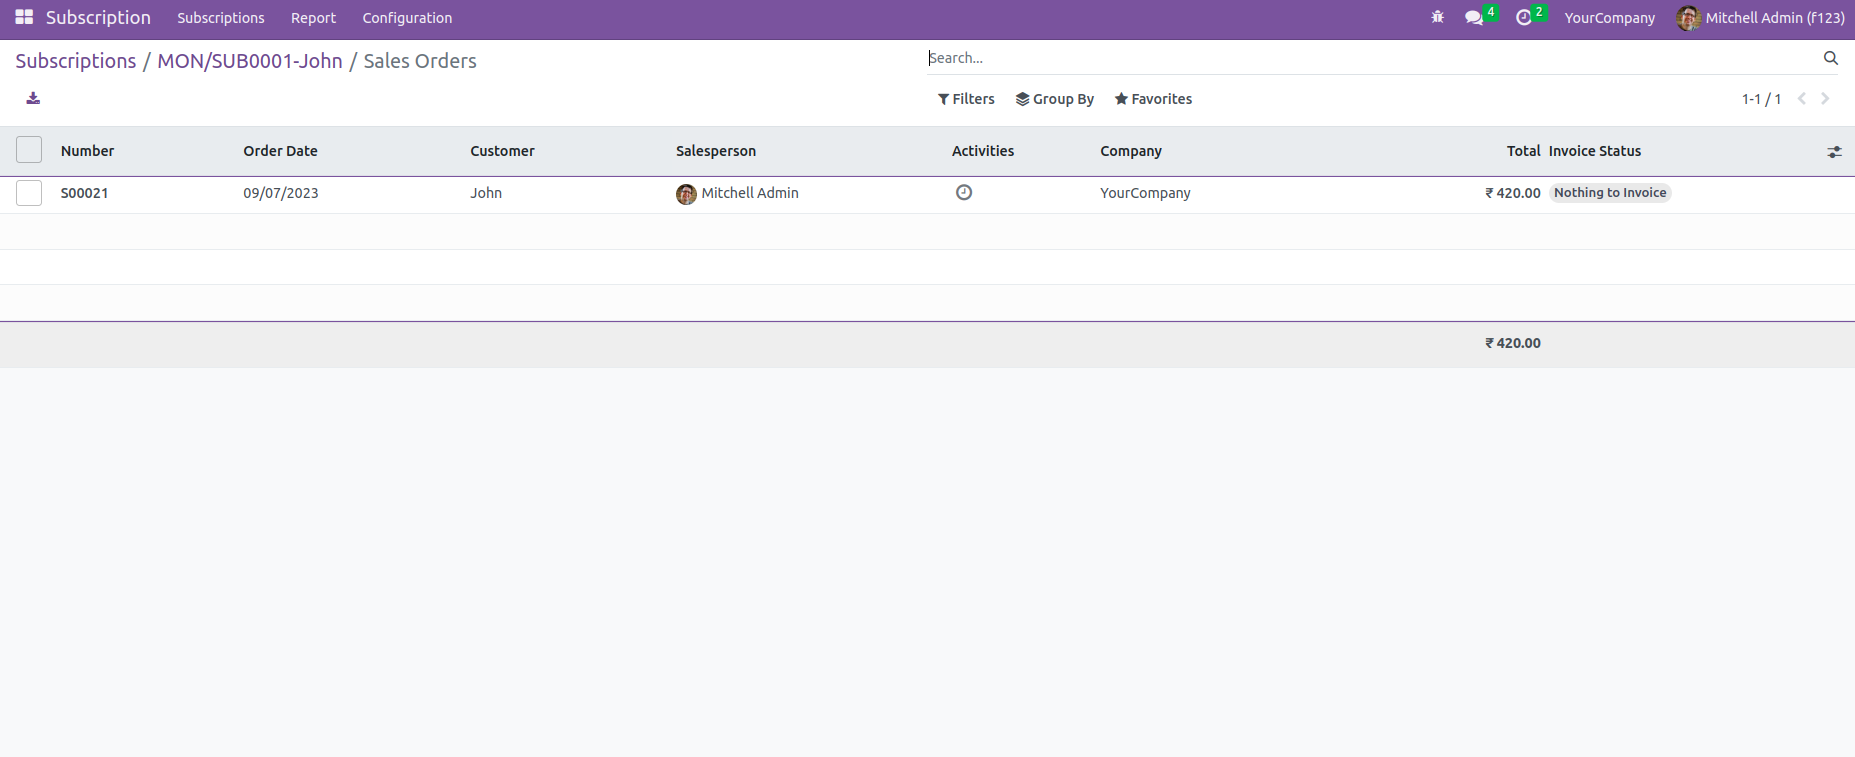 Subscription Subscriptions Report Configuration 4 2 YourCompany Mitchell Admin (f123)
Subscriptions / MON/SUB0001-John / Sales Orders
Search...
Filters Group By Favorites 1-1 / 1
Number Order Date Customer Salesperson Activities Company Total Invoice Status
S00021 09/07/2023 John Mitchell Admin YourCompany ₹ 420.00 Nothing to Invoice
₹ 420.00